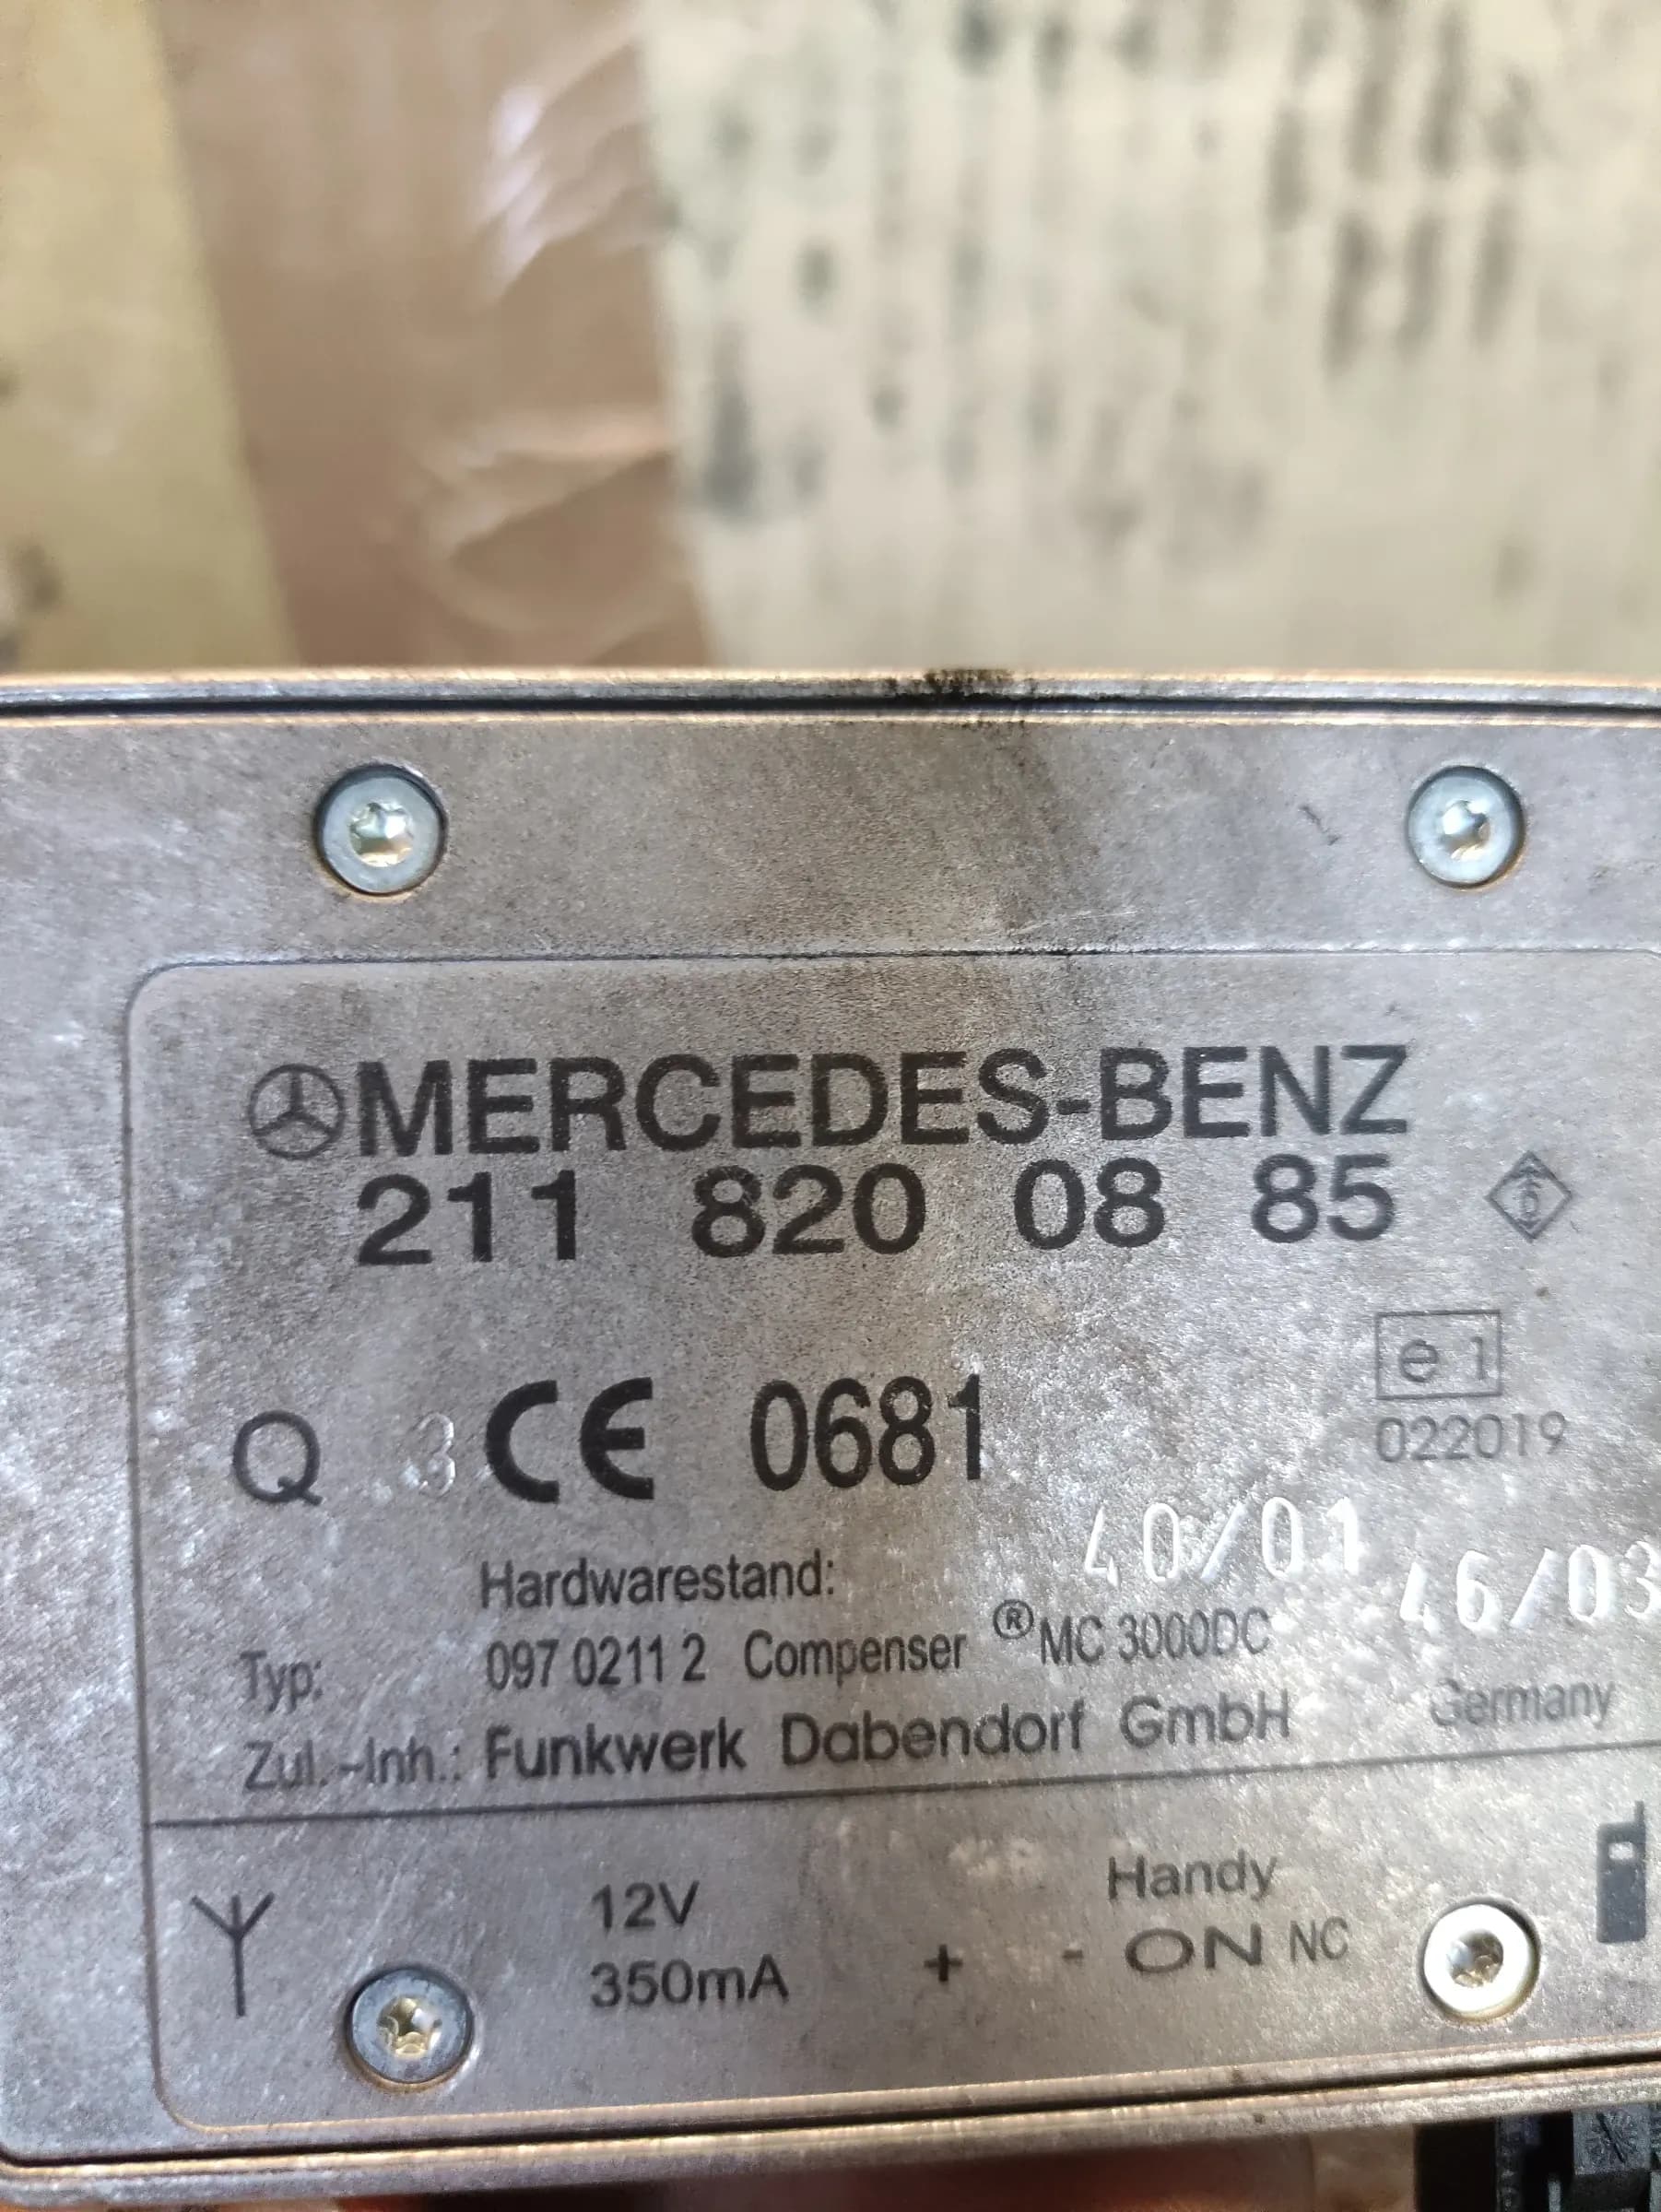 MERCEDES-BENZ
211 820 08 85
e 1
022019
Q 3 CE 0681
40/01 46/03
Hardwarestand:
Typ: 097 0211 2 Compenser ®MC 3000DC
Zul.-Inh.: Funkwerk Dabendorf GmbH Germany
12V Handy
350mA + - ON NC